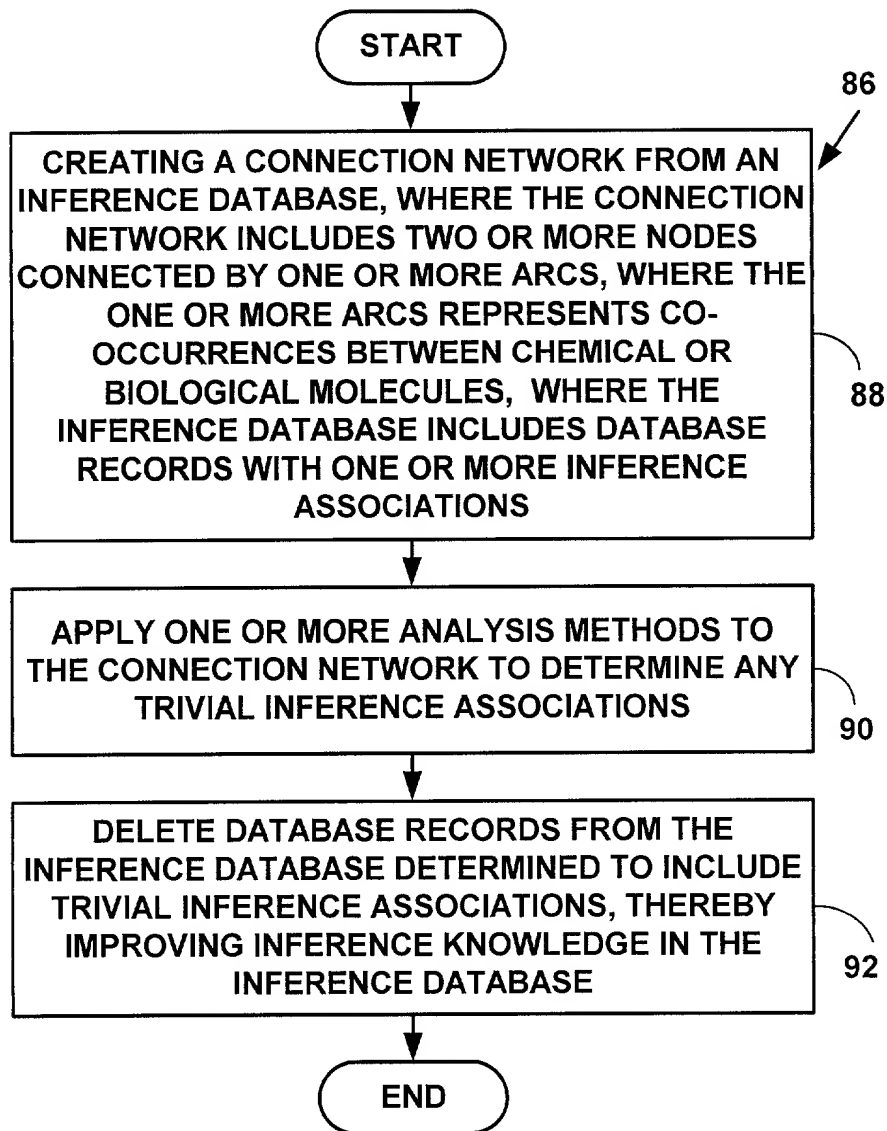 START
86
CREATING A CONNECTION NETWORK FROM AN
INFERENCE DATABASE, WHERE THE CONNECTION
NETWORK INCLUDES TWO OR MORE NODES
CONNECTED BY ONE OR MORE ARCS, WHERE THE
ONE OR MORE ARCS REPRESENTS CO-
OCCURRENCES BETWEEN CHEMICAL OR
BIOLOGICAL MOLECULES, WHERE THE
INFERENCE DATABASE INCLUDES DATABASE
RECORDS WITH ONE OR MORE INFERENCE
ASSOCIATIONS
88
APPLY ONE OR MORE ANALYSIS METHODS TO
THE CONNECTION NETWORK TO DETERMINE ANY
TRIVIAL INFERENCE ASSOCIATIONS
90
DELETE DATABASE RECORDS FROM THE
INFERENCE DATABASE DETERMINED TO INCLUDE
TRIVIAL INFERENCE ASSOCIATIONS, THEREBY
IMPROVING INFERENCE KNOWLEDGE IN THE
INFERENCE DATABASE
92
END